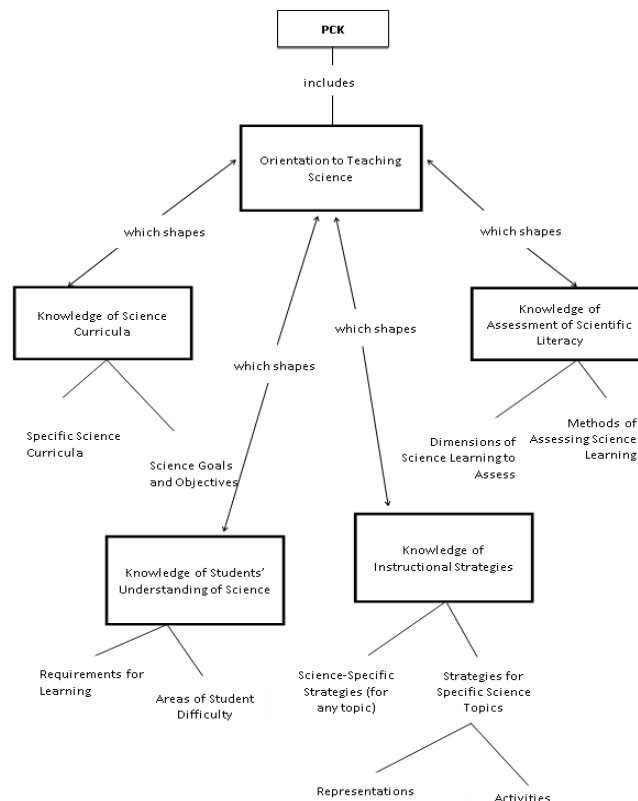 PCK
includes
Orientation to Teaching
Science
which shapes
which shapes
Knowledge of Science
Curricula
Knowledge of
Assessment of Scientific
Literacy
which shapes
which shapes
Specific Science
Curricula
Science Goals
and Objectives
Dimensions of
Science Learning to
Assess
Methods of
Assessing Science
Learning
Knowledge of Students’
Understanding of Science
Knowledge of
Instructional Strategies
Requirements for
Learning
Areas of Student
Difficulty
Science-Specific
Strategies (for
any topic)
Strategies for
Specific Science
Topics
Representations
Activities